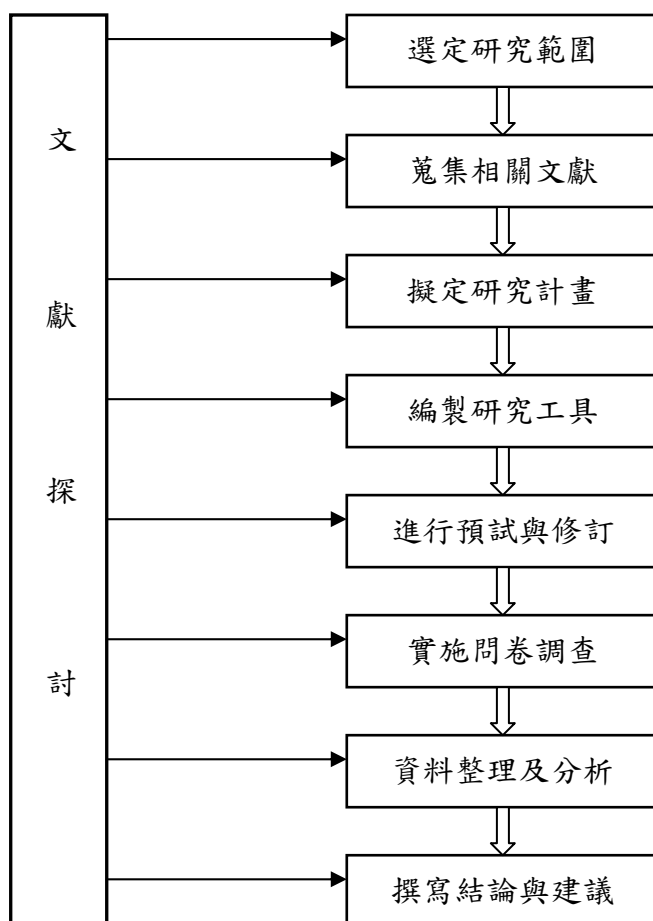 文獻探討
選定研究範圍
蒐集相關文獻
擬定研究計畫
編製研究工具
進行預試與修訂
實施問卷調查
資料整理及分析
撰寫結論與建議